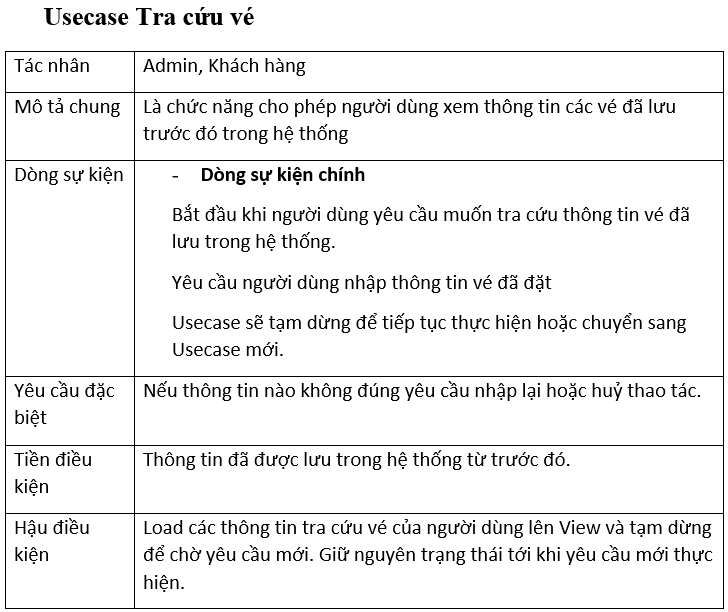 Usecase Tra cứu vé
Tác nhân
Admin, Khách hàng
Mô tả chung
Là chức năng cho phép người dùng xem thông tin các vé đã lưu
trước đó trong hệ thống
Dòng sự kiện
- Dòng sự kiện chính
Bắt đầu khi người dùng yêu cầu muốn tra cứu thông tin vé đã
lưu trong hệ thống.
Yêu cầu người dùng nhập thông tin vé đã đặt
Usecase sẽ tạm dừng để tiếp tục thực hiện hoặc chuyển sang
Usecase mới.
Yêu cầu đặc
biệt
Nếu thông tin nào không đúng yêu cầu nhập lại hoặc huỷ thao tác.
Tiền điều
kiện
Thông tin đã được lưu trong hệ thống từ trước đó.
Hậu điều
kiện
Load các thông tin tra cứu vé của người dùng lên View và tạm dừng
để chờ yêu cầu mới. Giữ nguyên trạng thái tới khi yêu cầu mới thực
hiện.